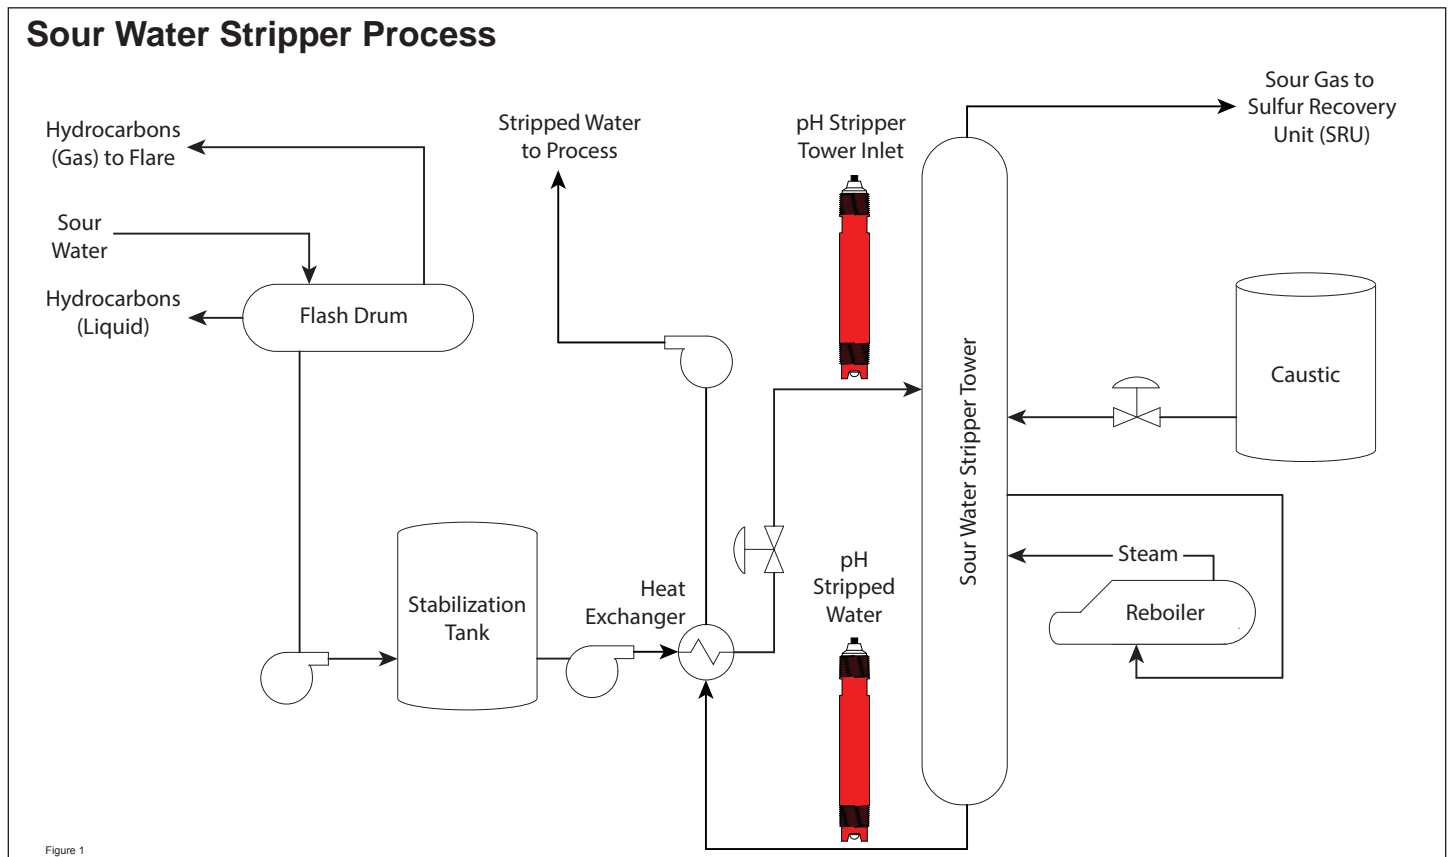 Sour Water Stripper Process
Hydrocarbons
(Gas) to Flare
Stripped Water
to Process
pH Stripper
Tower Inlet
Sour Gas to
Sulfur Recovery
Unit (SRU)
Sour
Water
Hydrocarbons
(Liquid)
Flash Drum
Sour Water Stripper Tower
Caustic
Steam
Reboiler
pH
Stripped
Water
Heat
Exchanger
Stabilization
Tank
Figure 1